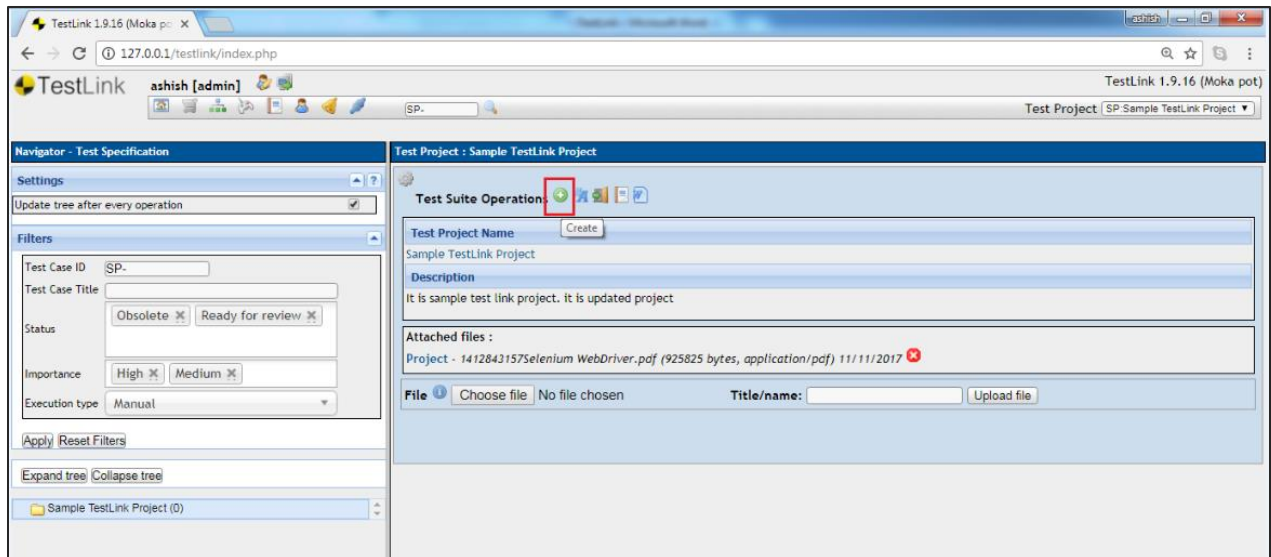 TestLink 1.9.16 (Moka po
ashish
127.0.0.1/testlink/index.php
TestLink ashish [admin] TestLink 1.9.16 (Moka pot)
SP- Test Project SP:Sample TestLink Project
Navigator - Test Specification
Settings
?
Update tree after every operation
Filters
Test Case ID SP-
Test Case Title
Status Obsolete Ready for review
Importance High Medium
Execution type Manual
Apply Reset Filters
Expand tree Collapse tree
Sample TestLink Project (0)
Test Project : Sample TestLink Project
Test Suite Operations
Create
Test Project Name
Sample TestLink Project
Description
It is sample test link project. it is updated project
Attached files :
Project - 1412843157Selenium WebDriver.pdf (925825 bytes, application/pdf) 11/11/2017
File Choose file No file chosen Title/name: Upload file